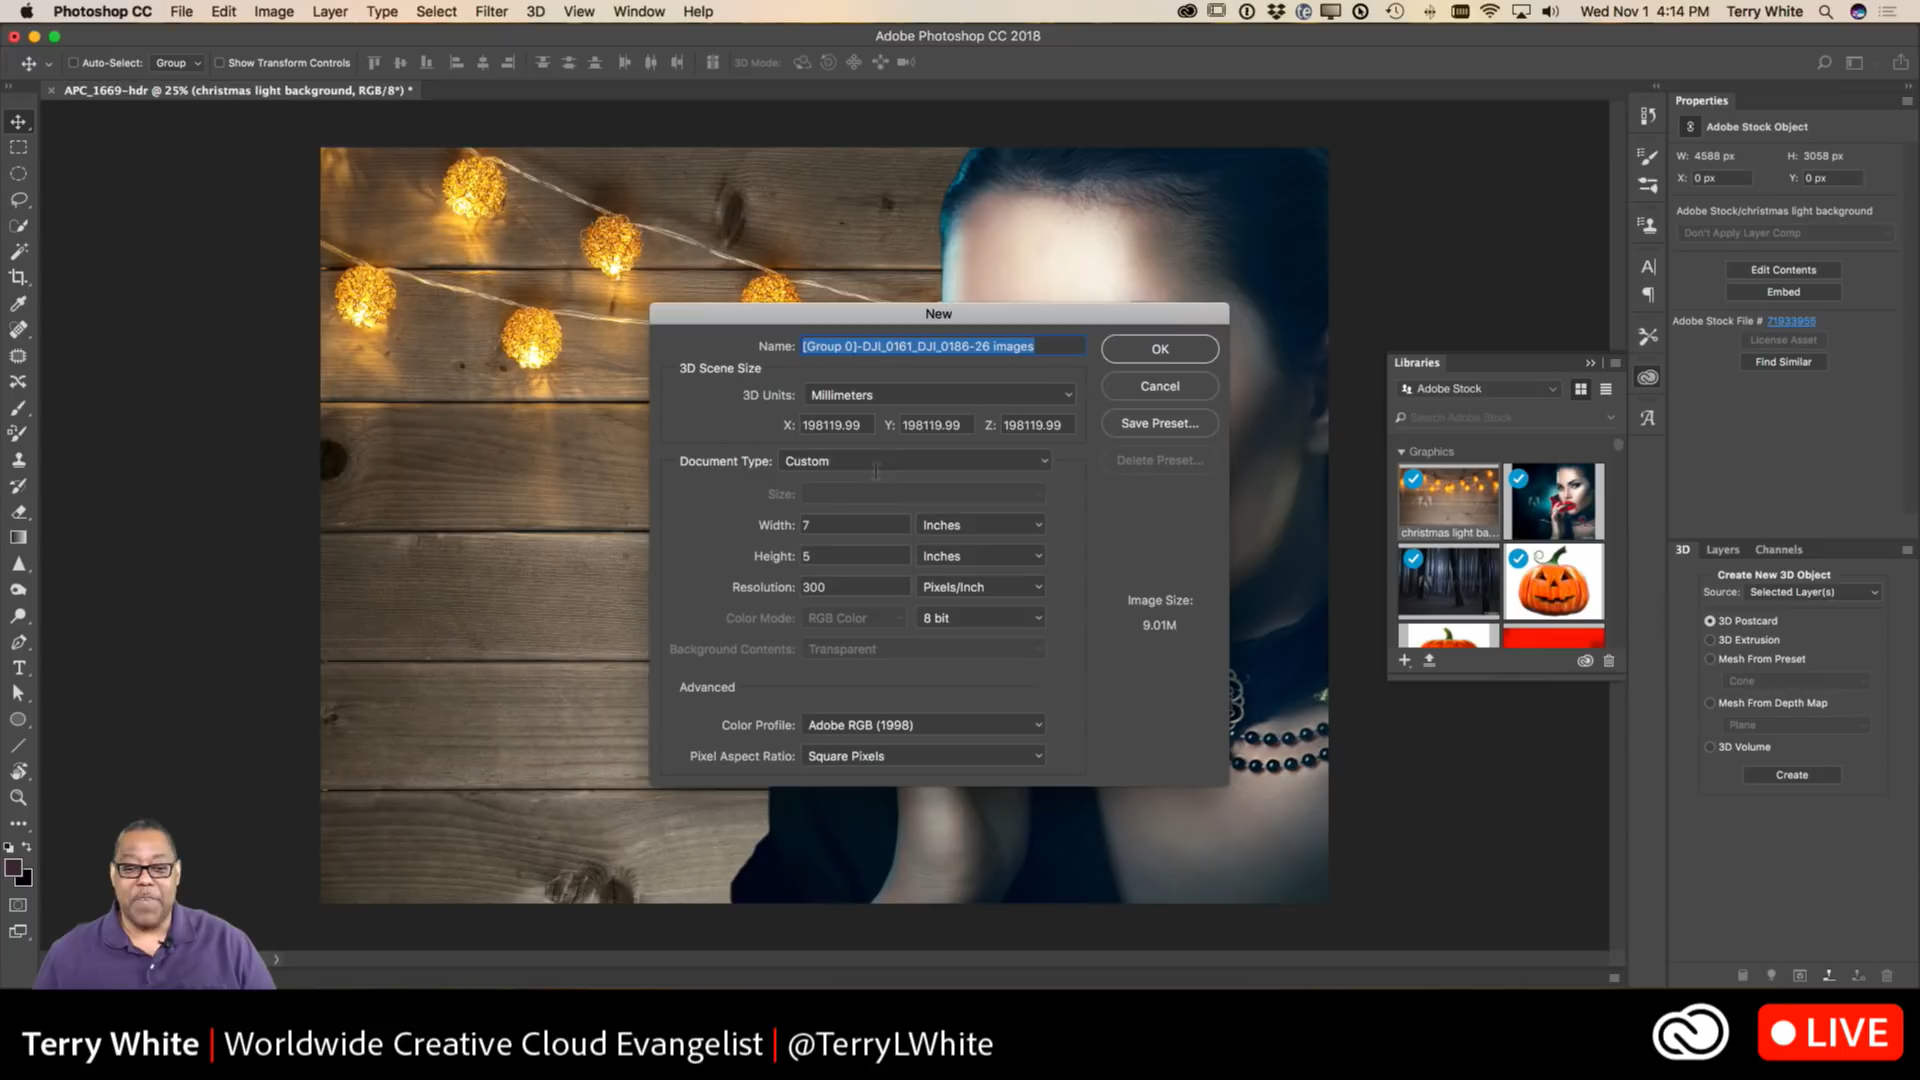 Photoshop CC File Edit Image Layer Type Select Filter 3D View Window Help
Wed Nov 1 4:14 PM Terry White
Adobe Photoshop CC 2018
Auto-Select: Group Show Transform Controls 3D Mode:
APC_1669-hdr @ 25% (christmas light background, RGB/8*) *
New
Name: [Group 0]-DJI_0161_DJI_0186-26 images
3D Scene Size
3D Units: Millimeters
X: 198119.99 Y: 198119.99 Z: 198119.99
Document Type: Custom
Size:
Width: 7 Inches
Height: 5 Inches
Resolution: 300 Pixels/Inch
Color Mode: RGB Color 8 bit
Background Contents: Transparent
Advanced
Color Profile: Adobe RGB (1998)
Pixel Aspect Ratio: Square Pixels
OK
Cancel
Save Preset...
Delete Preset...
Image Size:
9.01M
Properties
Adobe Stock Object
W: 4588 px H: 3058 px
X: 0 px Y: 0 px
Adobe Stock/christmas light background
Don't Apply Layer Comp
Edit Contents
Embed
Adobe Stock File # 71933955
License Asset
Find Similar
Libraries
Adobe Stock
Search Adobe Stock
Graphics
christmas light ba...
3D Layers Channels
Create New 3D Object
Source: Selected Layer(s)
3D Postcard
3D Extrusion
Mesh From Preset
Cone
Mesh From Depth Map
Plane
3D Volume
Create
Terry White | Worldwide Creative Cloud Evangelist | @TerryLWhite
LIVE